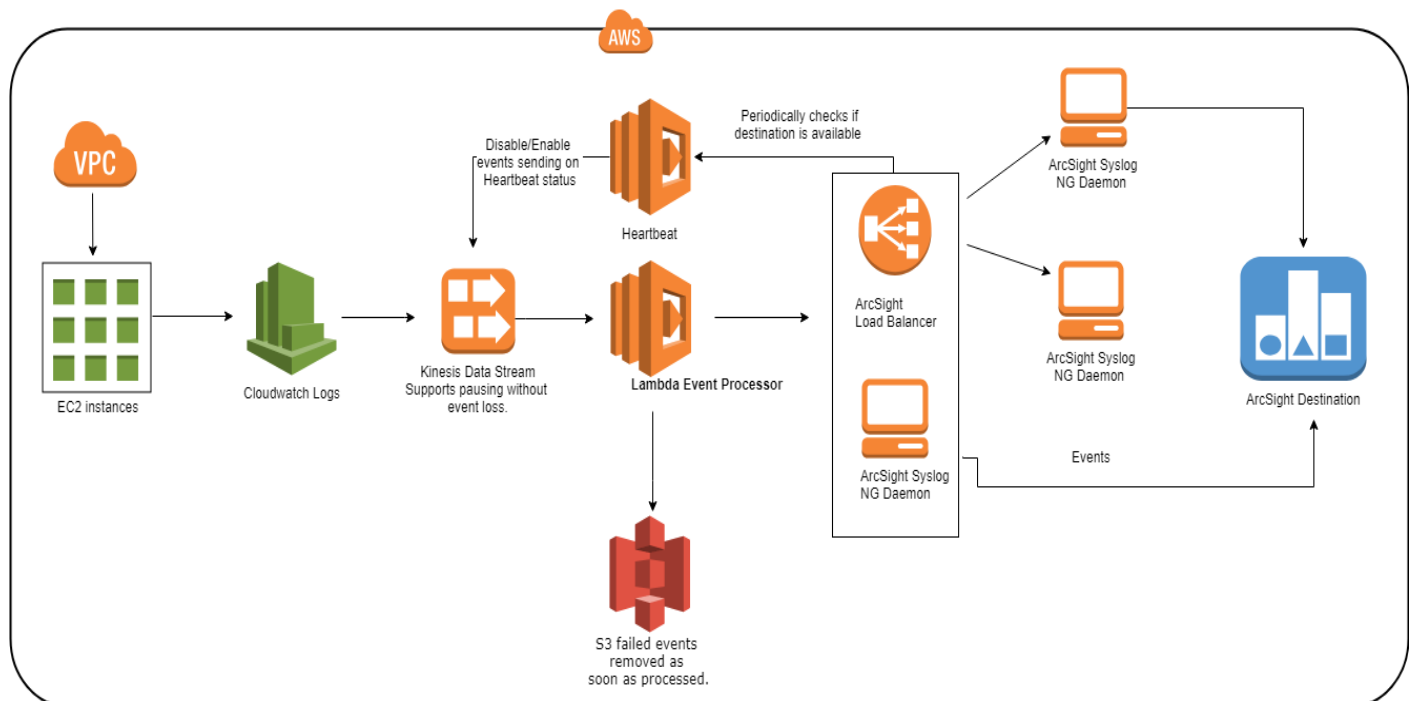 AWS
VPC
EC2 instances
Cloudwatch Logs
Disable/Enable
events sending on
Heartbeat status
Kinesis Data Stream
Supports pausing without
event loss.
Heartbeat
Lambda Event Processor
S3 failed events
removed as
soon as processed.
Periodically checks if
destination is available
ArcSight
Load Balancer
ArcSight Syslog
NG Daemon
ArcSight Syslog
NG Daemon
ArcSight Syslog
NG Daemon
Events
ArcSight Destination